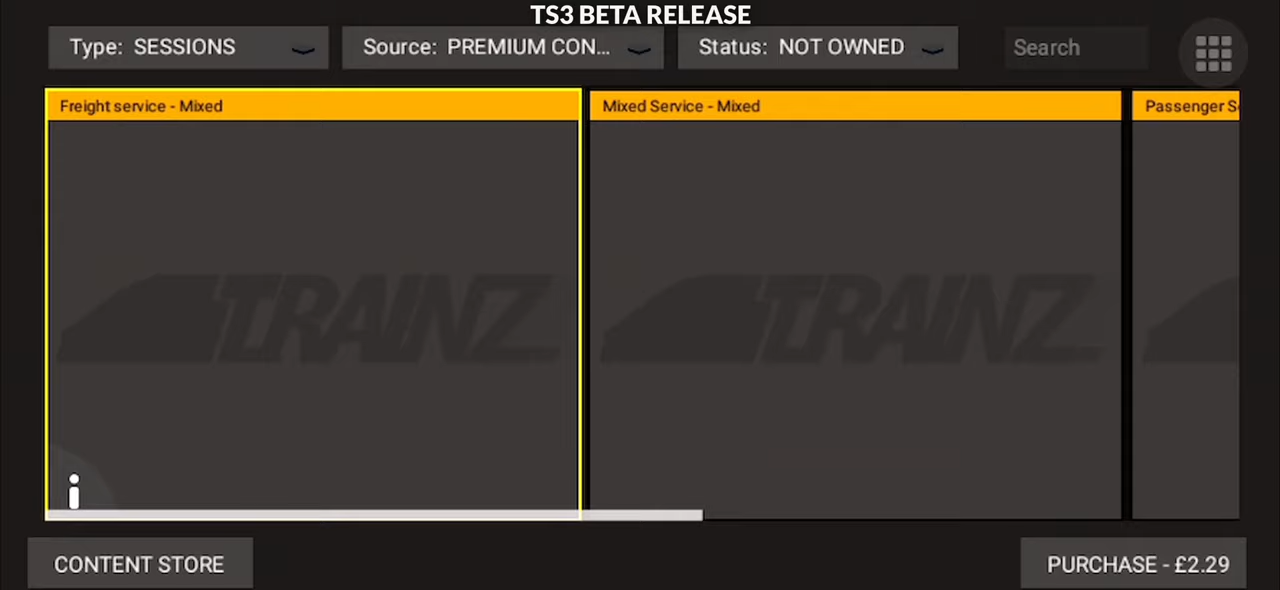 TS3 BETA RELEASE
Type: SESSIONS
Source: PREMIUM CON...
Status: NOT OWNED
Search
Freight service - Mixed
Mixed Service - Mixed
Passenger S
TRAINZ
TRAINZ
CONTENT STORE
PURCHASE - £2.29